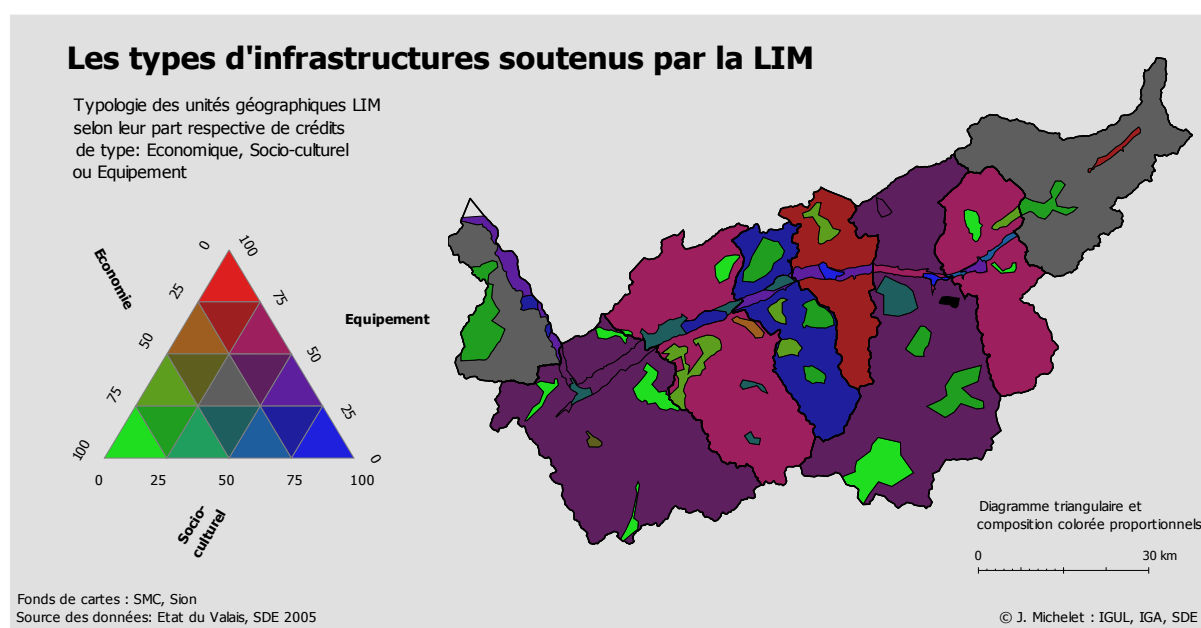 Les types d'infrastructures soutenus par la LIM
Typologie des unités géographiques LIM
selon leur part respective de crédits
de type: Economique, Socio-culturel
ou Equipement
Economie
0
25
50
75
100
100
75
50
25
0
Equipement
0
25
50
75
100
Socio-
culturel
Diagramme triangulaire et
composition colorée proportionnels
0
30 km
Fonds de cartes : SMC, Sion
Source des données: Etat du Valais, SDE 2005
© J. Michelet : IGUL, IGA, SDE